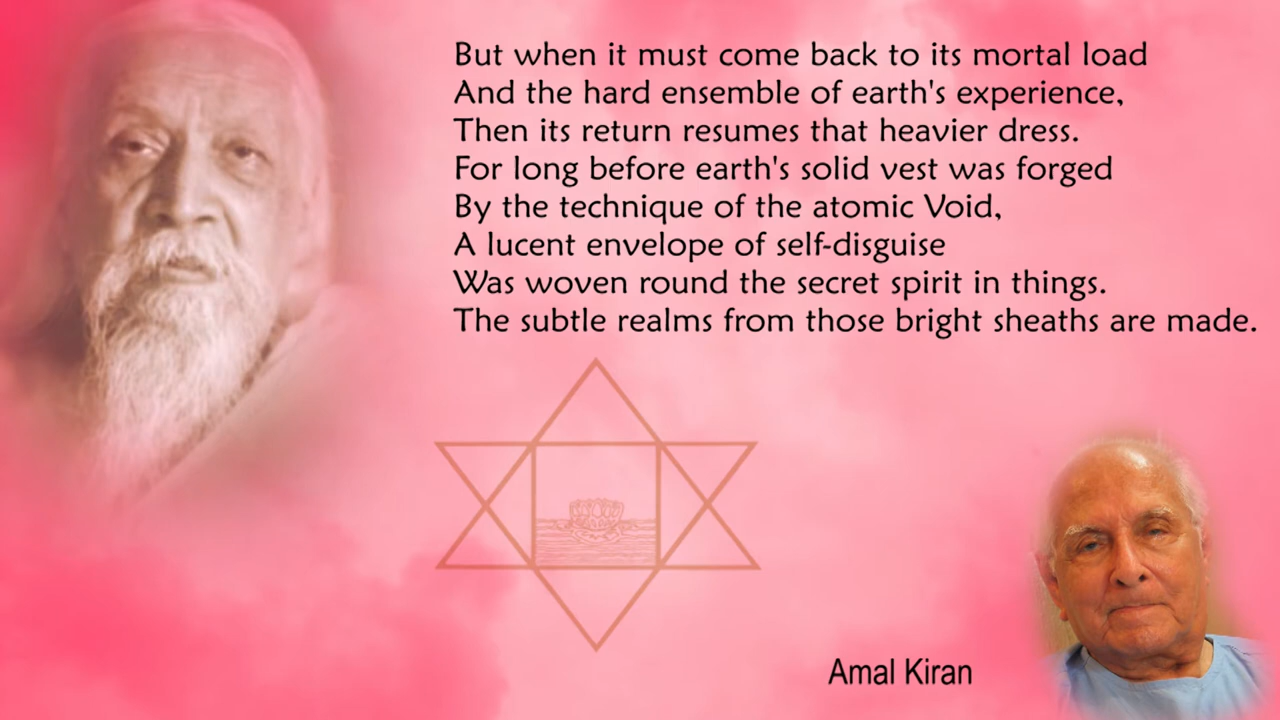 But when it must come back to its mortal load
And the hard ensemble of earth's experience,
Then its return resumes that heavier dress.
For long before earth's solid vest was forged
By the technique of the atomic Void,
A lucent envelope of self-disguise
Was woven round the secret spirit in things.
The subtle realms from those bright sheaths are made.
Amal Kiran